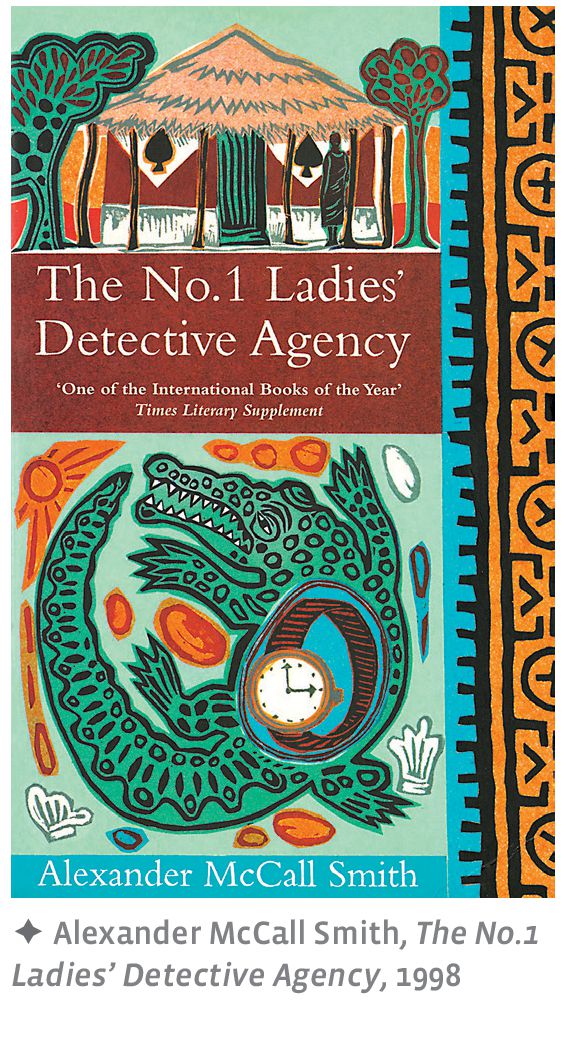 The No.1 Ladies’
Detective Agency
‘One of the International Books of the Year’
Times Literary Supplement
Alexander McCall Smith
✦ Alexander McCall Smith, The No.1
Ladies’ Detective Agency, 1998